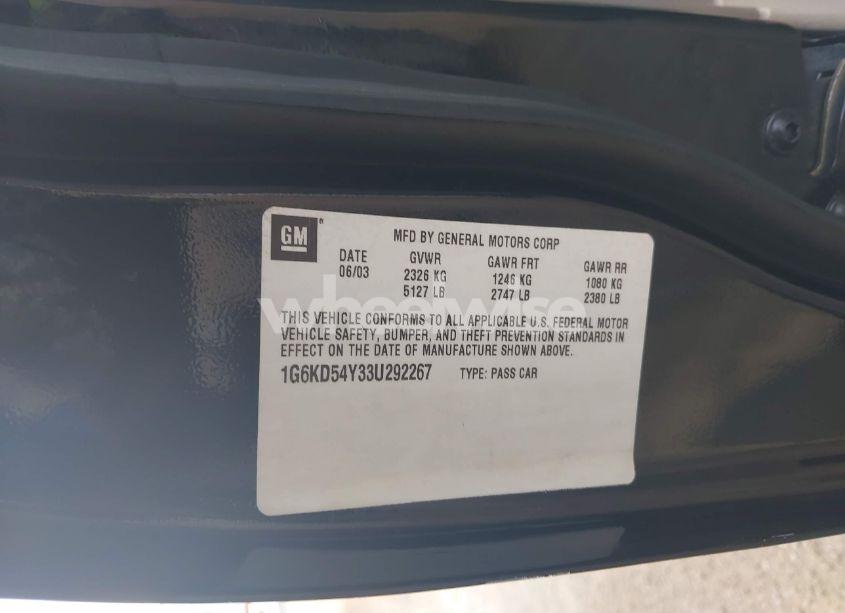 GM ®
MFD BY GENERAL MOTORS CORP
DATE GVWR GAWR FRT GAWR RR
06/03 2326 KG 1246 KG 1080 KG
5127 LB 2747 LB 2380 LB
wheelwise
THIS VEHICLE CONFORMS TO ALL APPLICABLE U.S. FEDERAL MOTOR
VEHICLE SAFETY, BUMPER, AND THEFT PREVENTION STANDARDS IN
EFFECT ON THE DATE OF MANUFACTURE SHOWN ABOVE.
1G6KD54Y33U292267 TYPE: PASS CAR